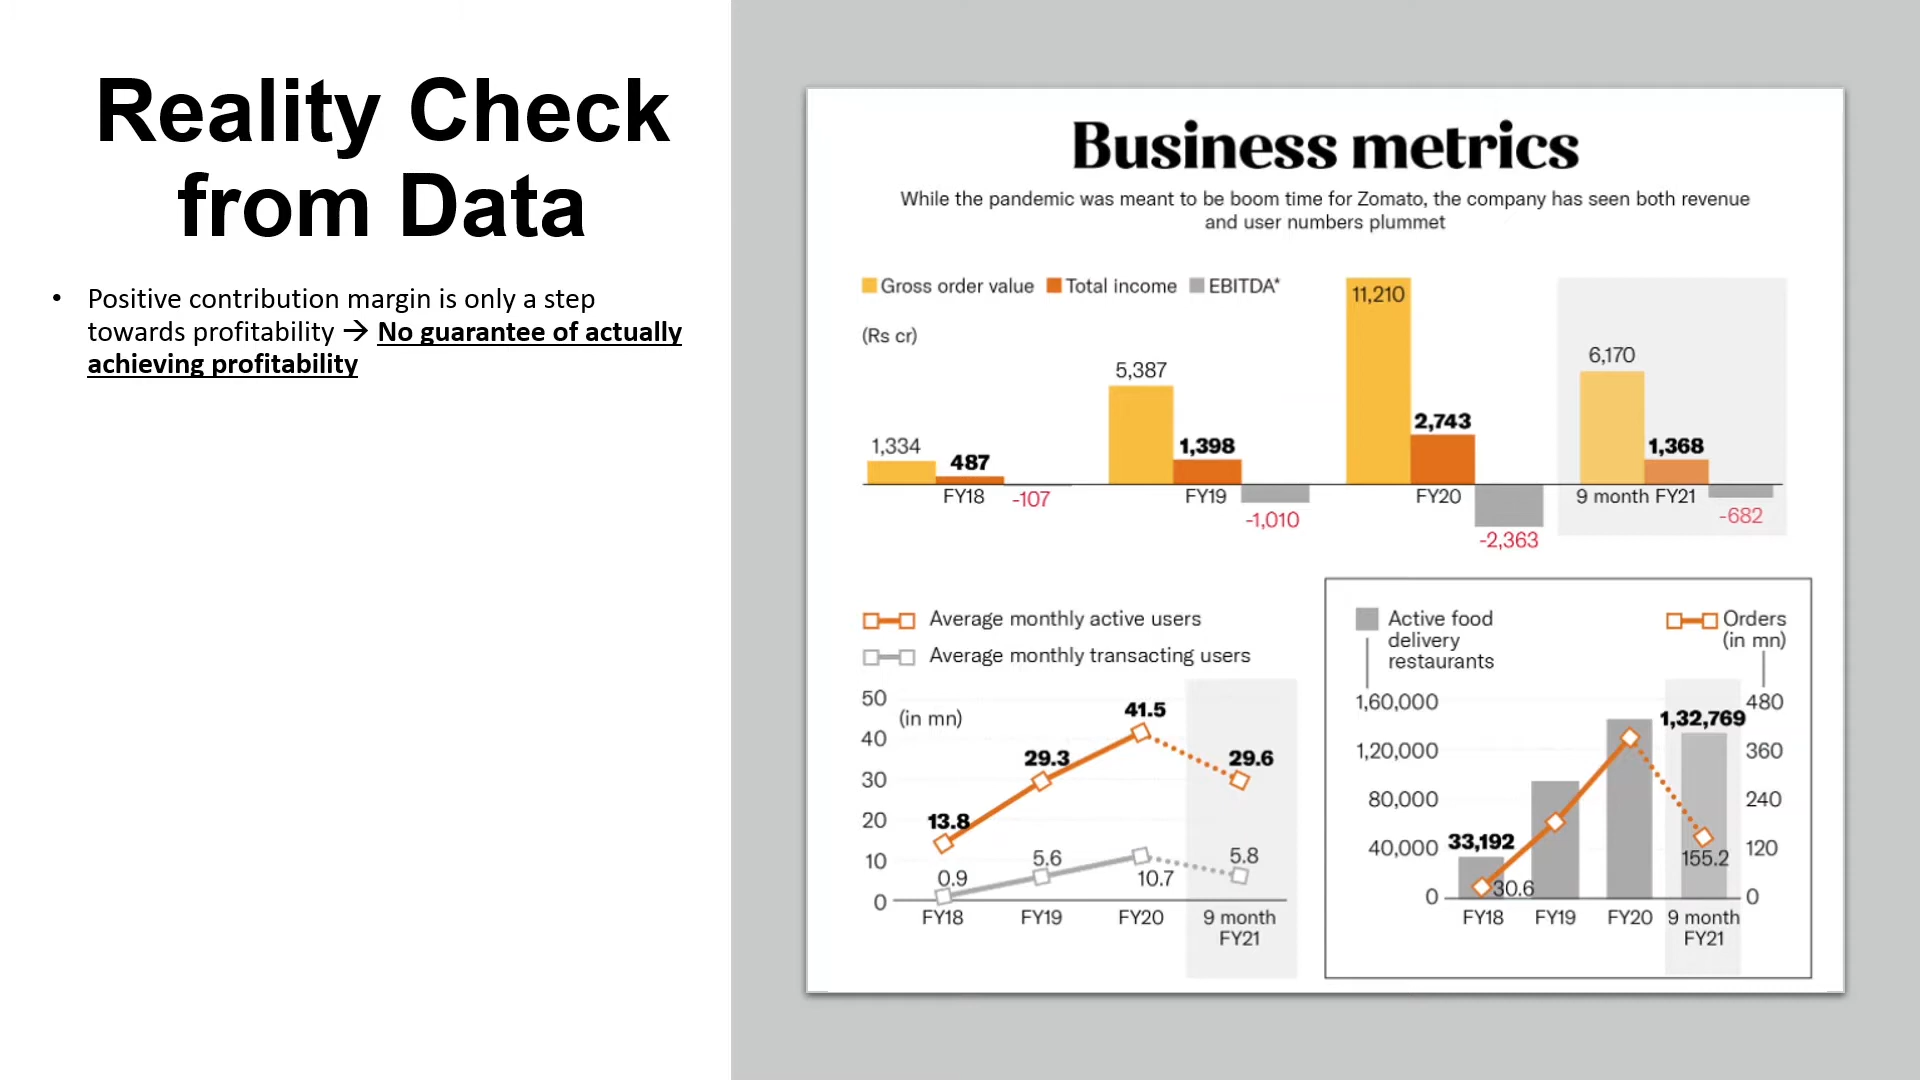 Reality Check
from Data
• Positive contribution margin is only a step
towards profitability → No guarantee of actually
achieving profitability
Business metrics
While the pandemic was meant to be boom time for Zomato, the company has seen both revenue
and user numbers plummet
Gross order value Total income EBITDA*
(Rs cr)
1,334 487 -107 FY18
5,387 1,398 -1,010 FY19
11,210 2,743 -2,363 FY20
6,170 1,368 -682 9 month FY21
Average monthly active users
Average monthly transacting users
(in mn)
50
40
30
20
10
0
13.8 29.3 41.5 29.6
0.9 5.6 10.7 5.8
FY18 FY19 FY20 9 month
FY21
Active food
delivery
restaurants
Orders
(in mn)
1,60,000 480
1,20,000 360
80,000 240
40,000 120
0 0
33,192 1,32,769
30.6 155.2
FY18 FY19 FY20 9 month
FY21